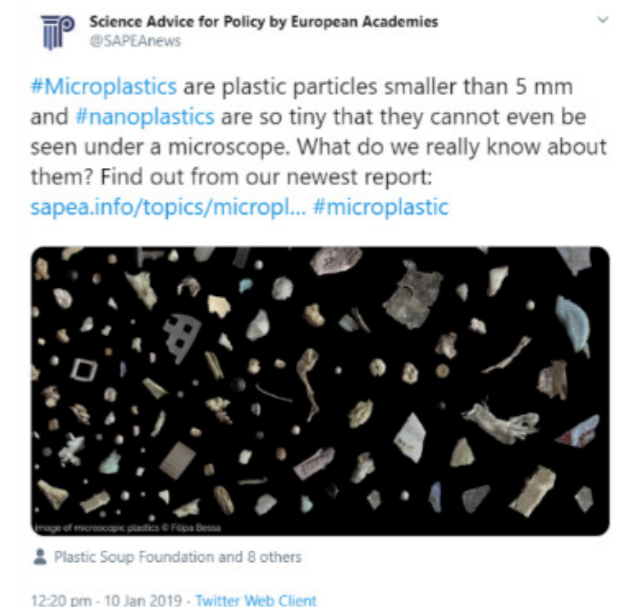 Science Advice for Policy by European Academies
@SAPEAnews
#Microplastics are plastic particles smaller than 5 mm
and #nanoplastics are so tiny that they cannot even be
seen under a microscope. What do we really know about
them? Find out from our newest report:
sapea.info/topics/micropl... #microplastic
Image of microscopic plastics © Filipa Bessa
Plastic Soup Foundation and 8 others
12:20 pm · 10 Jan 2019 · Twitter Web Client